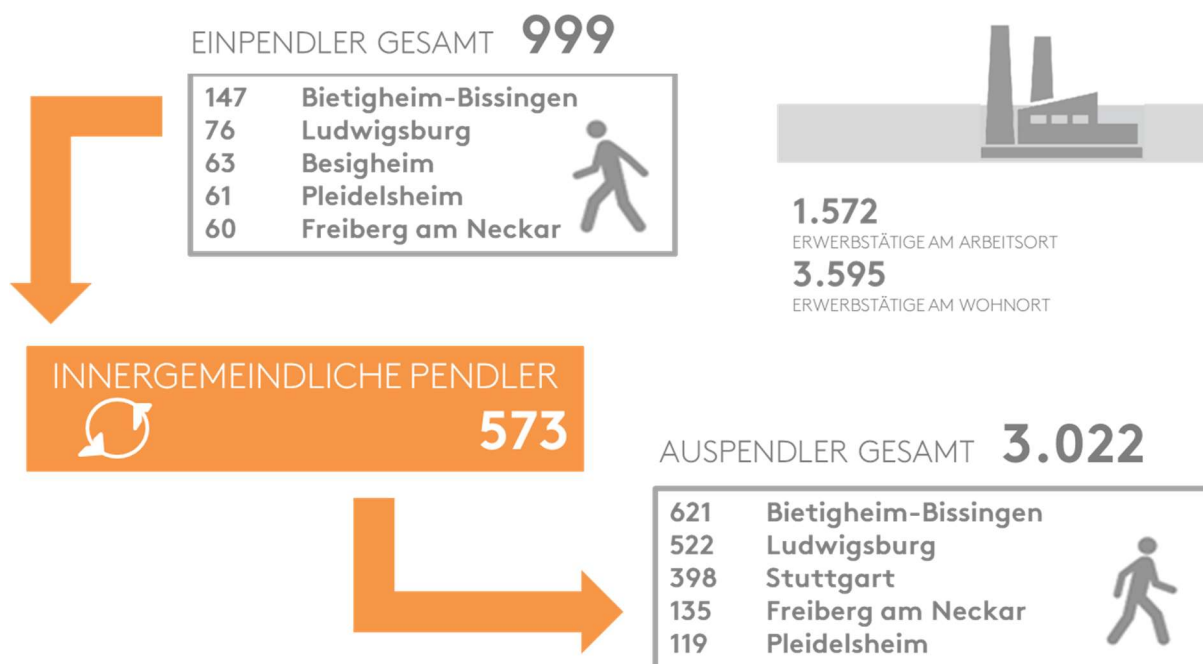 EINPENDLER GESAMT 999
147 Bietigheim-Bissingen
76 Ludwigsburg
63 Besigheim
61 Pleidelsheim
60 Freiberg am Neckar
1.572
ERWERBSTÄTIGE AM ARBEITSORT
3.595
ERWERBSTÄTIGE AM WOHNORT
INNERGEMEINDLICHE PENDLER
573
AUSPENDLER GESAMT 3.022
621 Bietigheim-Bissingen
522 Ludwigsburg
398 Stuttgart
135 Freiberg am Neckar
119 Pleidelsheim